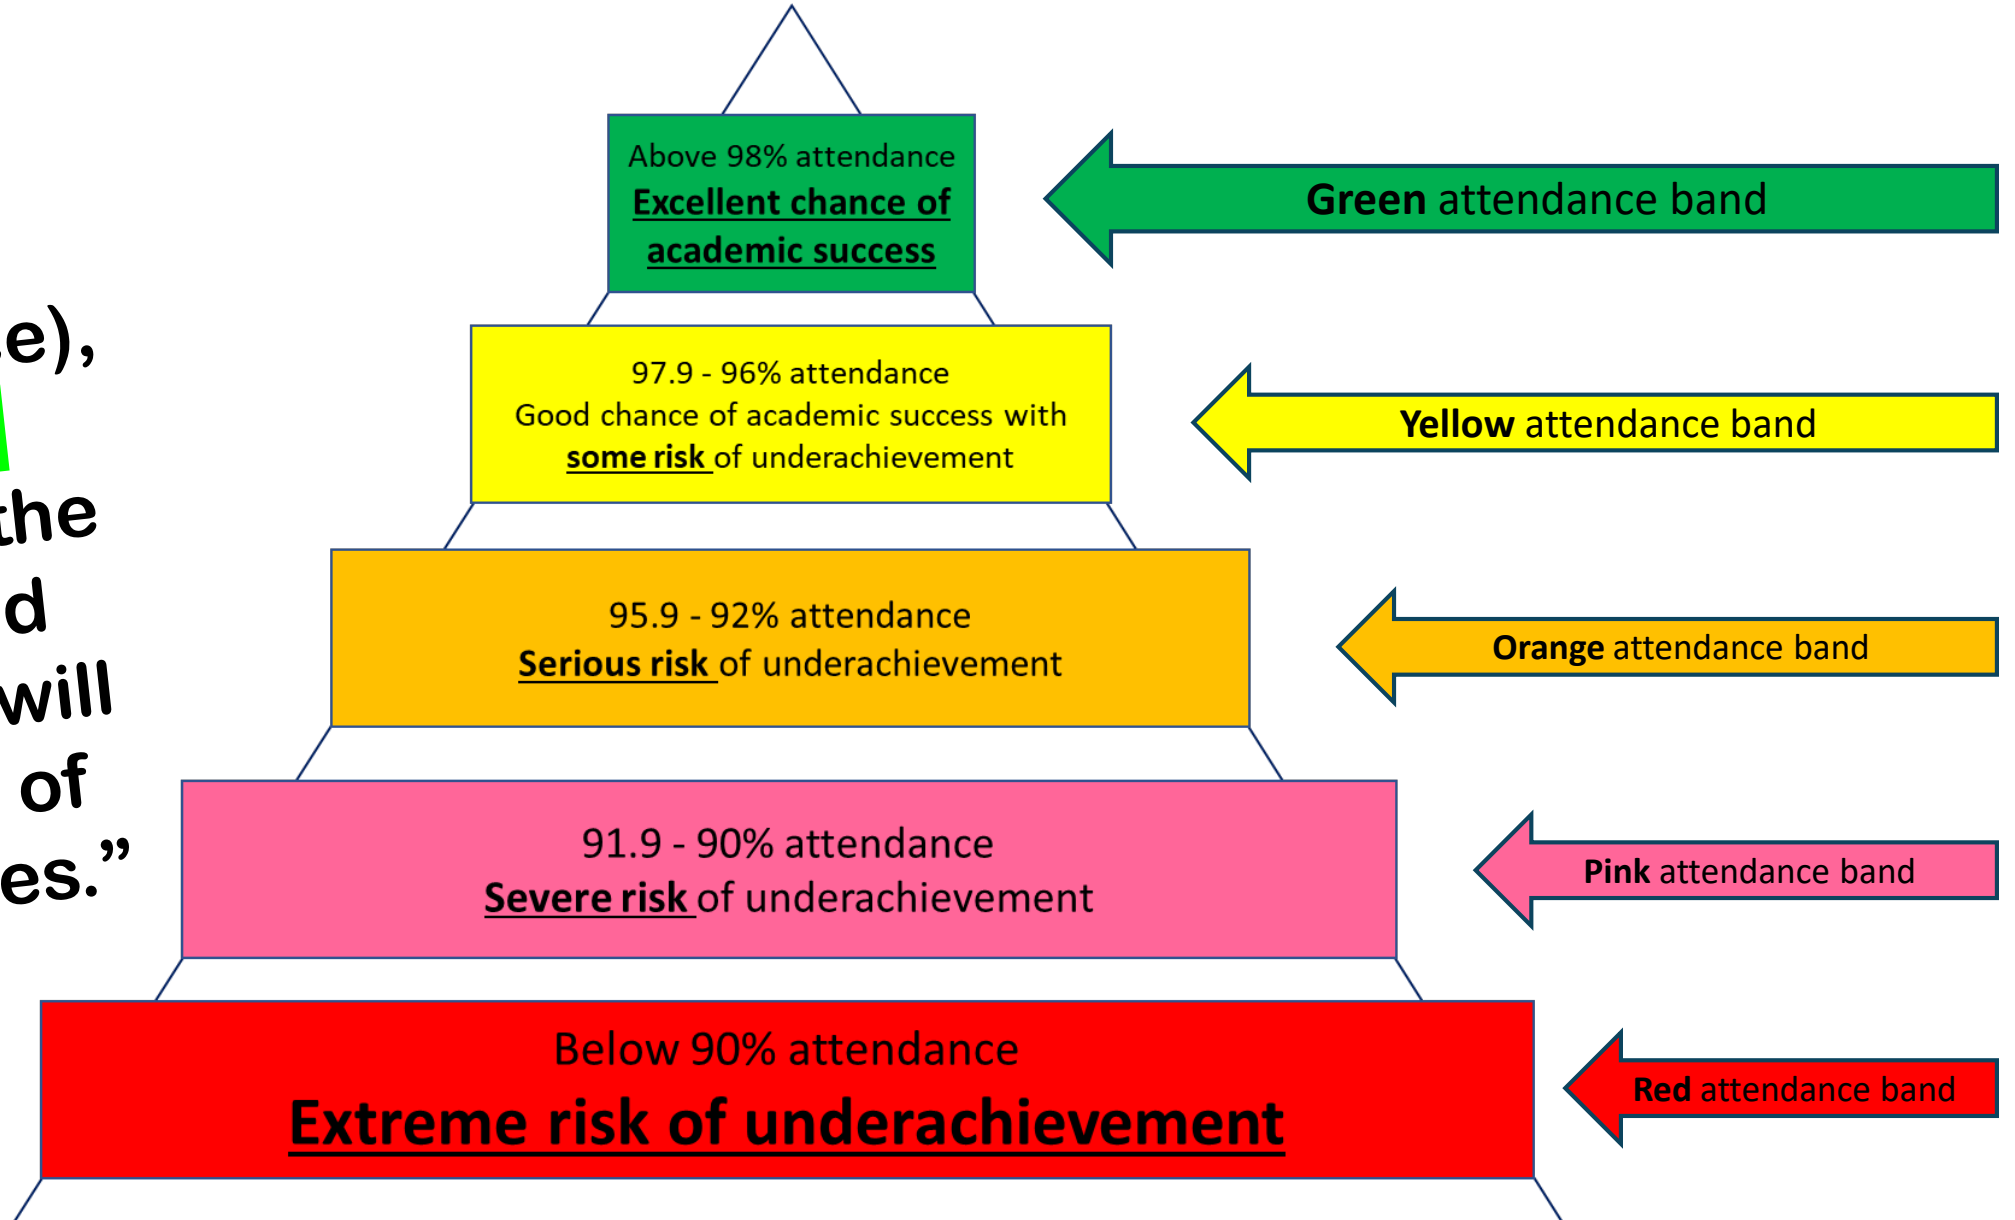 Above 98% attendance
Excellent chance of
academic success
Green attendance band
e),
97.9 - 96% attendance
Good chance of academic success with
some risk of underachievement
Yellow attendance band
the
d
will
of
es.”
95.9 - 92% attendance
Serious risk of underachievement
Orange attendance band
91.9 - 90% attendance
Severe risk of underachievement
Pink attendance band
Below 90% attendance
Extreme risk of underachievement
Red attendance band